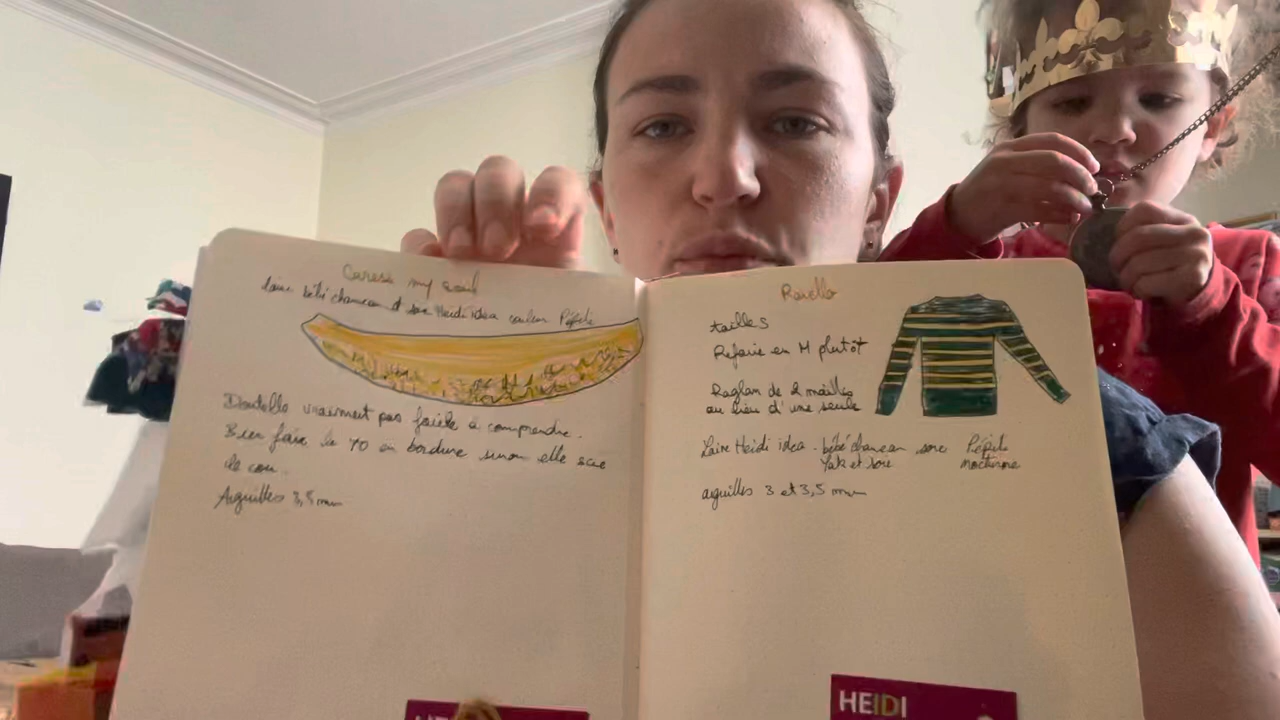 Caress my soul
laine bébé chameau et soie Heidi idea couleur Pépite
Dentelle vraiment pas facile à comprendre.
Bien faire le YO en bordure sinon elle scie
le cou.
Aiguilles 3,5 mm
HE
Ravello
tailles
Refaire en M plutôt
Raglan de 2 mailles
au lieu d'une seule
Laine Heidi idea - bébé chameau soie Pépite
Yak et soie nocturne
aiguilles 3 et 3,5 mm
HEIDI